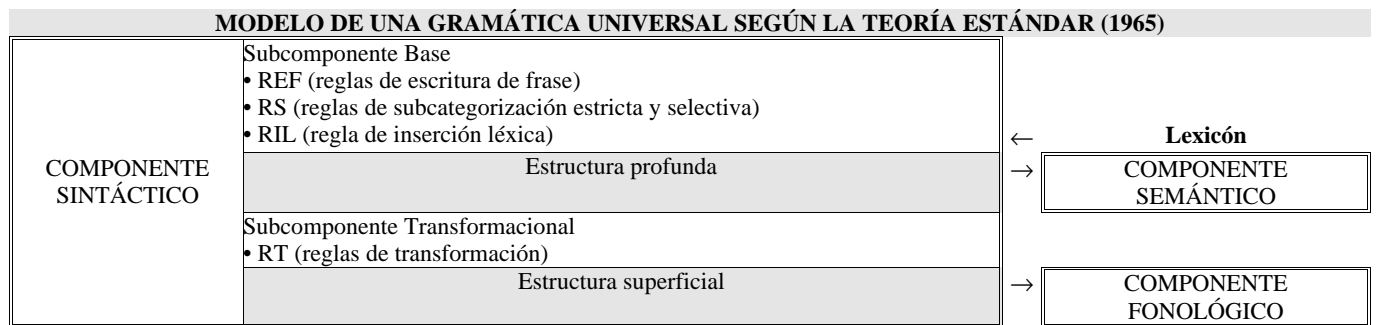 MODELO DE UNA GRAMÁTICA UNIVERSAL SEGÚN LA TEORÍA ESTÁNDAR (1965)
Subcomponente Base
• REF (reglas de escritura de frase)
• RS (reglas de subcategorización estricta y selectiva)
• RIL (regla de inserción léxica)
← Lexicón
COMPONENTE
SINTÁCTICO
Estructura profunda
→ COMPONENTE
SEMÁNTICO
Subcomponente Transformacional
• RT (reglas de transformación)
Estructura superficial
→ COMPONENTE
FONOLÓGICO